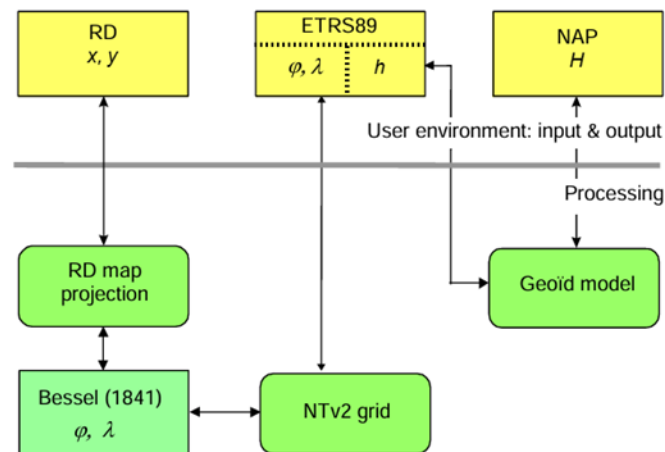 RD
x, y
ETRS89
φ, λ
h
NAP
H
User environment: input & output
Processing
RD map
projection
Geoïd model
Bessel (1841)
φ, λ
NTv2 grid